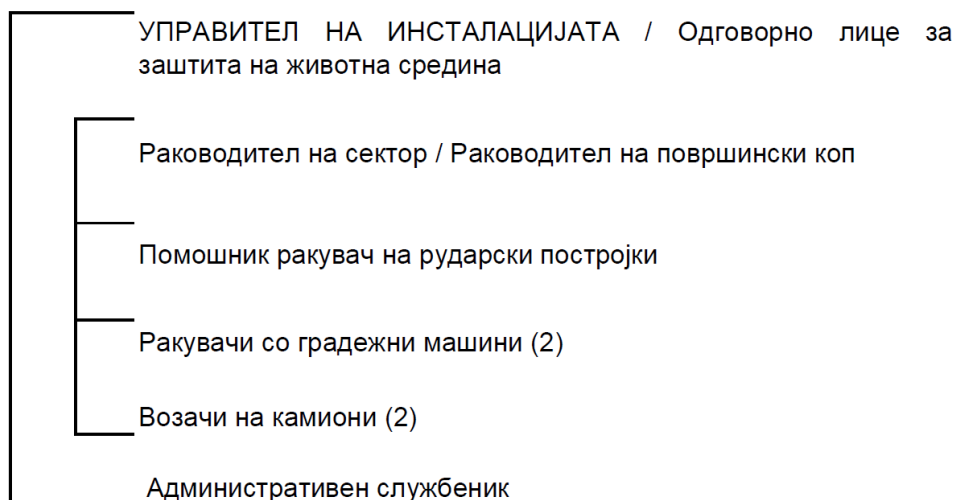 УПРАВИТЕЛ НА ИНСТАЛАЦИЈАТА / Одговорно лице за
заштита на животна средина
Раководител на сектор / Раководител на површински коп
Помошник ракувач на рударски постројки
Ракувачи со градежни машини (2)
Возачи на камиони (2)
Административен службеник